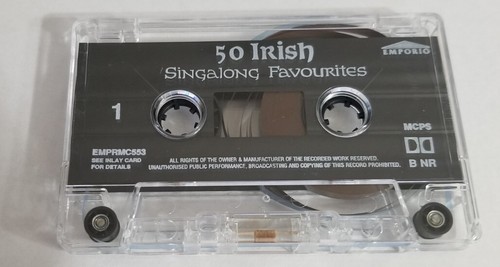 50 Irish
Singalong Favourites
EMPORIO
1
MCPS
EMPRMC553
SEE INLAY CARD
FOR DETAILS
ALL RIGHTS OF THE OWNER & MANUFACTURER OF THE RECORDED WORK RESERVED.
UNAUTHORISED PUBLIC PERFORMANCE, BROADCASTING AND COPYING OF THIS RECORD PROHIBITED.
B NR